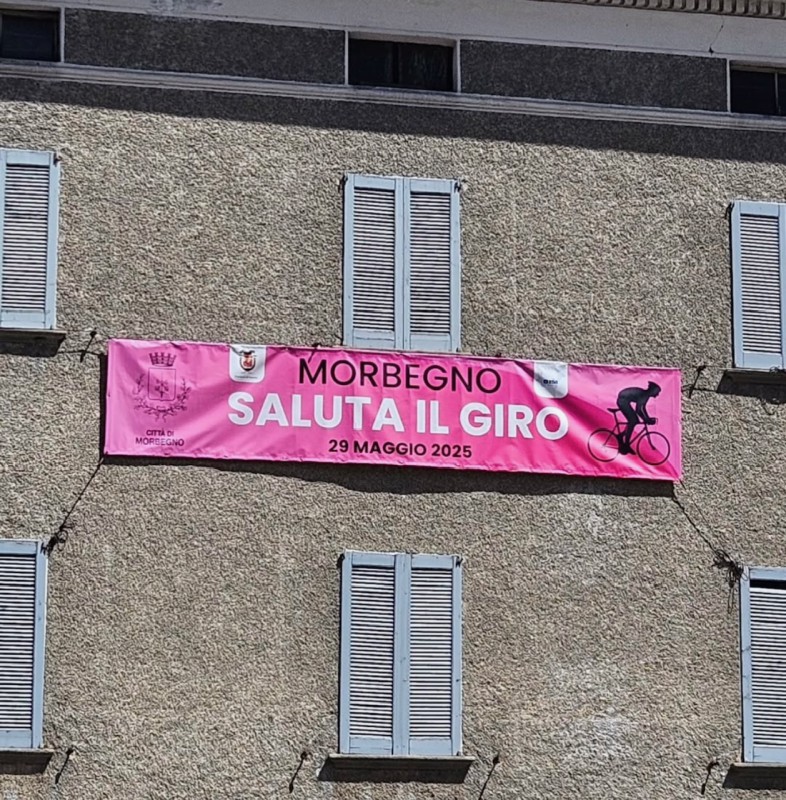 MORBEGNO
SALUTA IL GIRO
29 MAGGIO 2025
CITTÀ DI
MORBEGNO